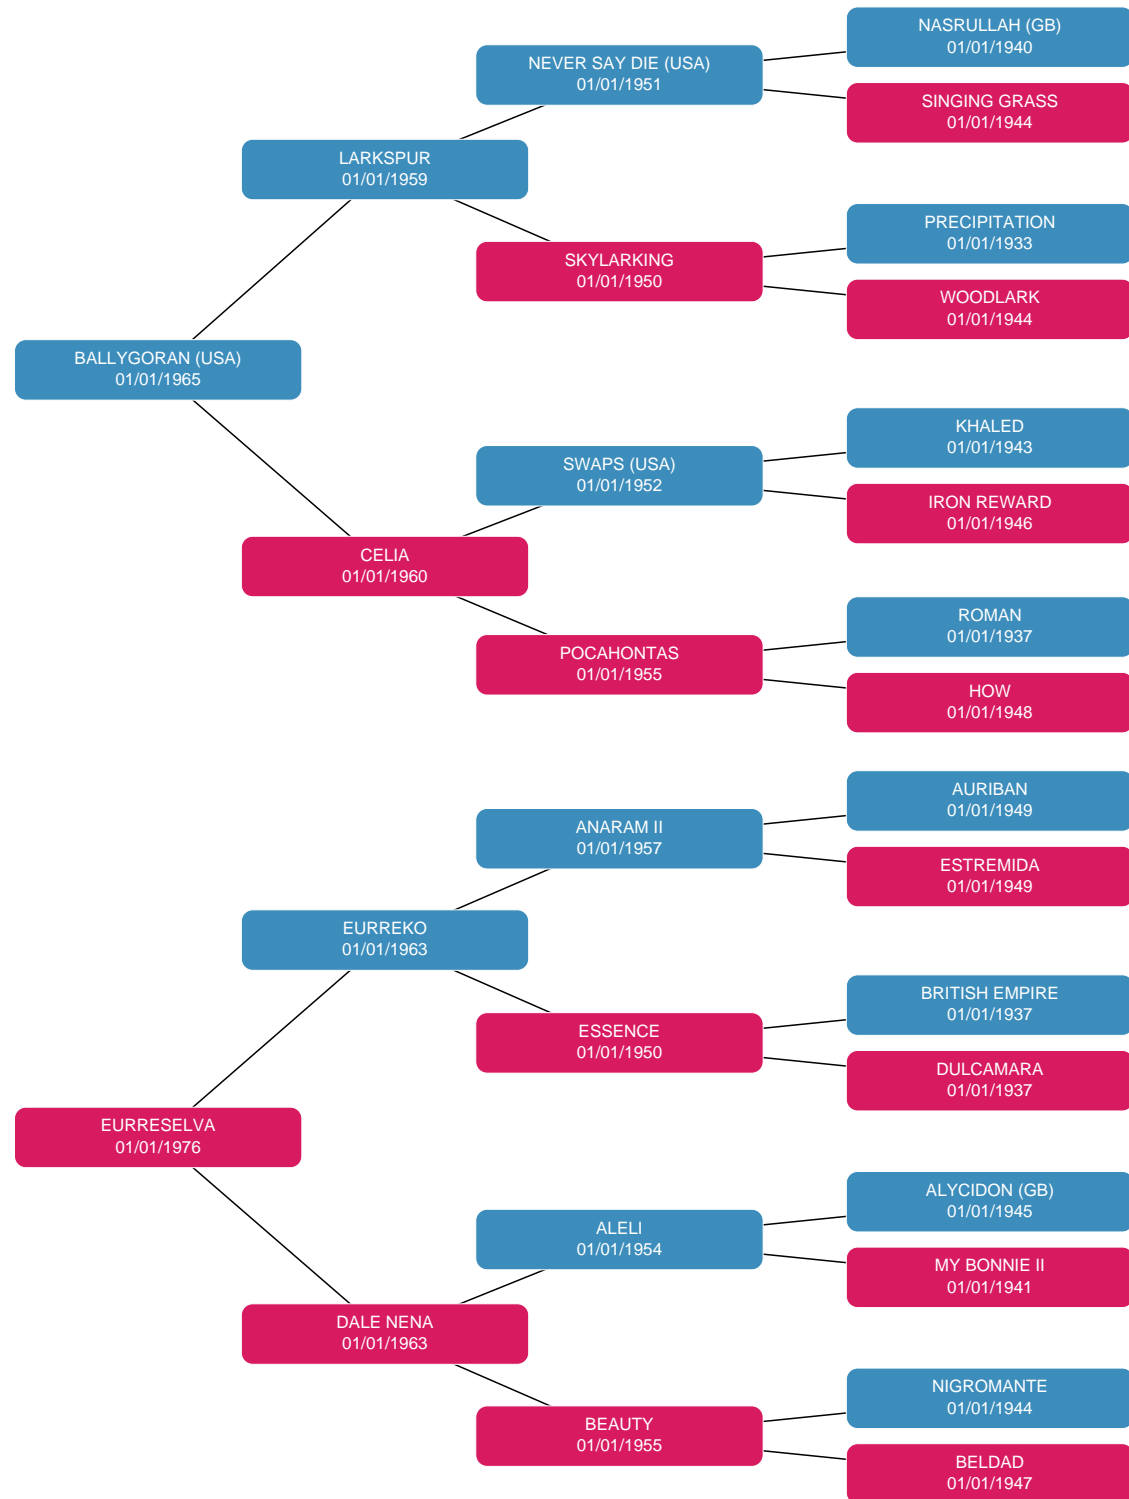 NASRULLAH (GB)
01/01/1940
NEVER SAY DIE (USA)
01/01/1951
SINGING GRASS
01/01/1944
LARKSPUR
01/01/1959
PRECIPITATION
01/01/1933
SKYLARKING
01/01/1950
WOODLARK
01/01/1944
BALLYGORAN (USA)
01/01/1965
KHALED
01/01/1943
SWAPS (USA)
01/01/1952
IRON REWARD
01/01/1946
CELIA
01/01/1960
ROMAN
01/01/1937
POCAHONTAS
01/01/1955
HOW
01/01/1948
AURIBAN
01/01/1949
ANARAM II
01/01/1957
ESTREMIDA
01/01/1949
EURREKO
01/01/1963
BRITISH EMPIRE
01/01/1937
ESSENCE
01/01/1950
DULCAMARA
01/01/1937
EURRESELVA
01/01/1976
ALYCIDON (GB)
01/01/1945
ALELI
01/01/1954
MY BONNIE II
01/01/1941
DALE NENA
01/01/1963
NIGROMANTE
01/01/1944
BEAUTY
01/01/1955
BELDAD
01/01/1947